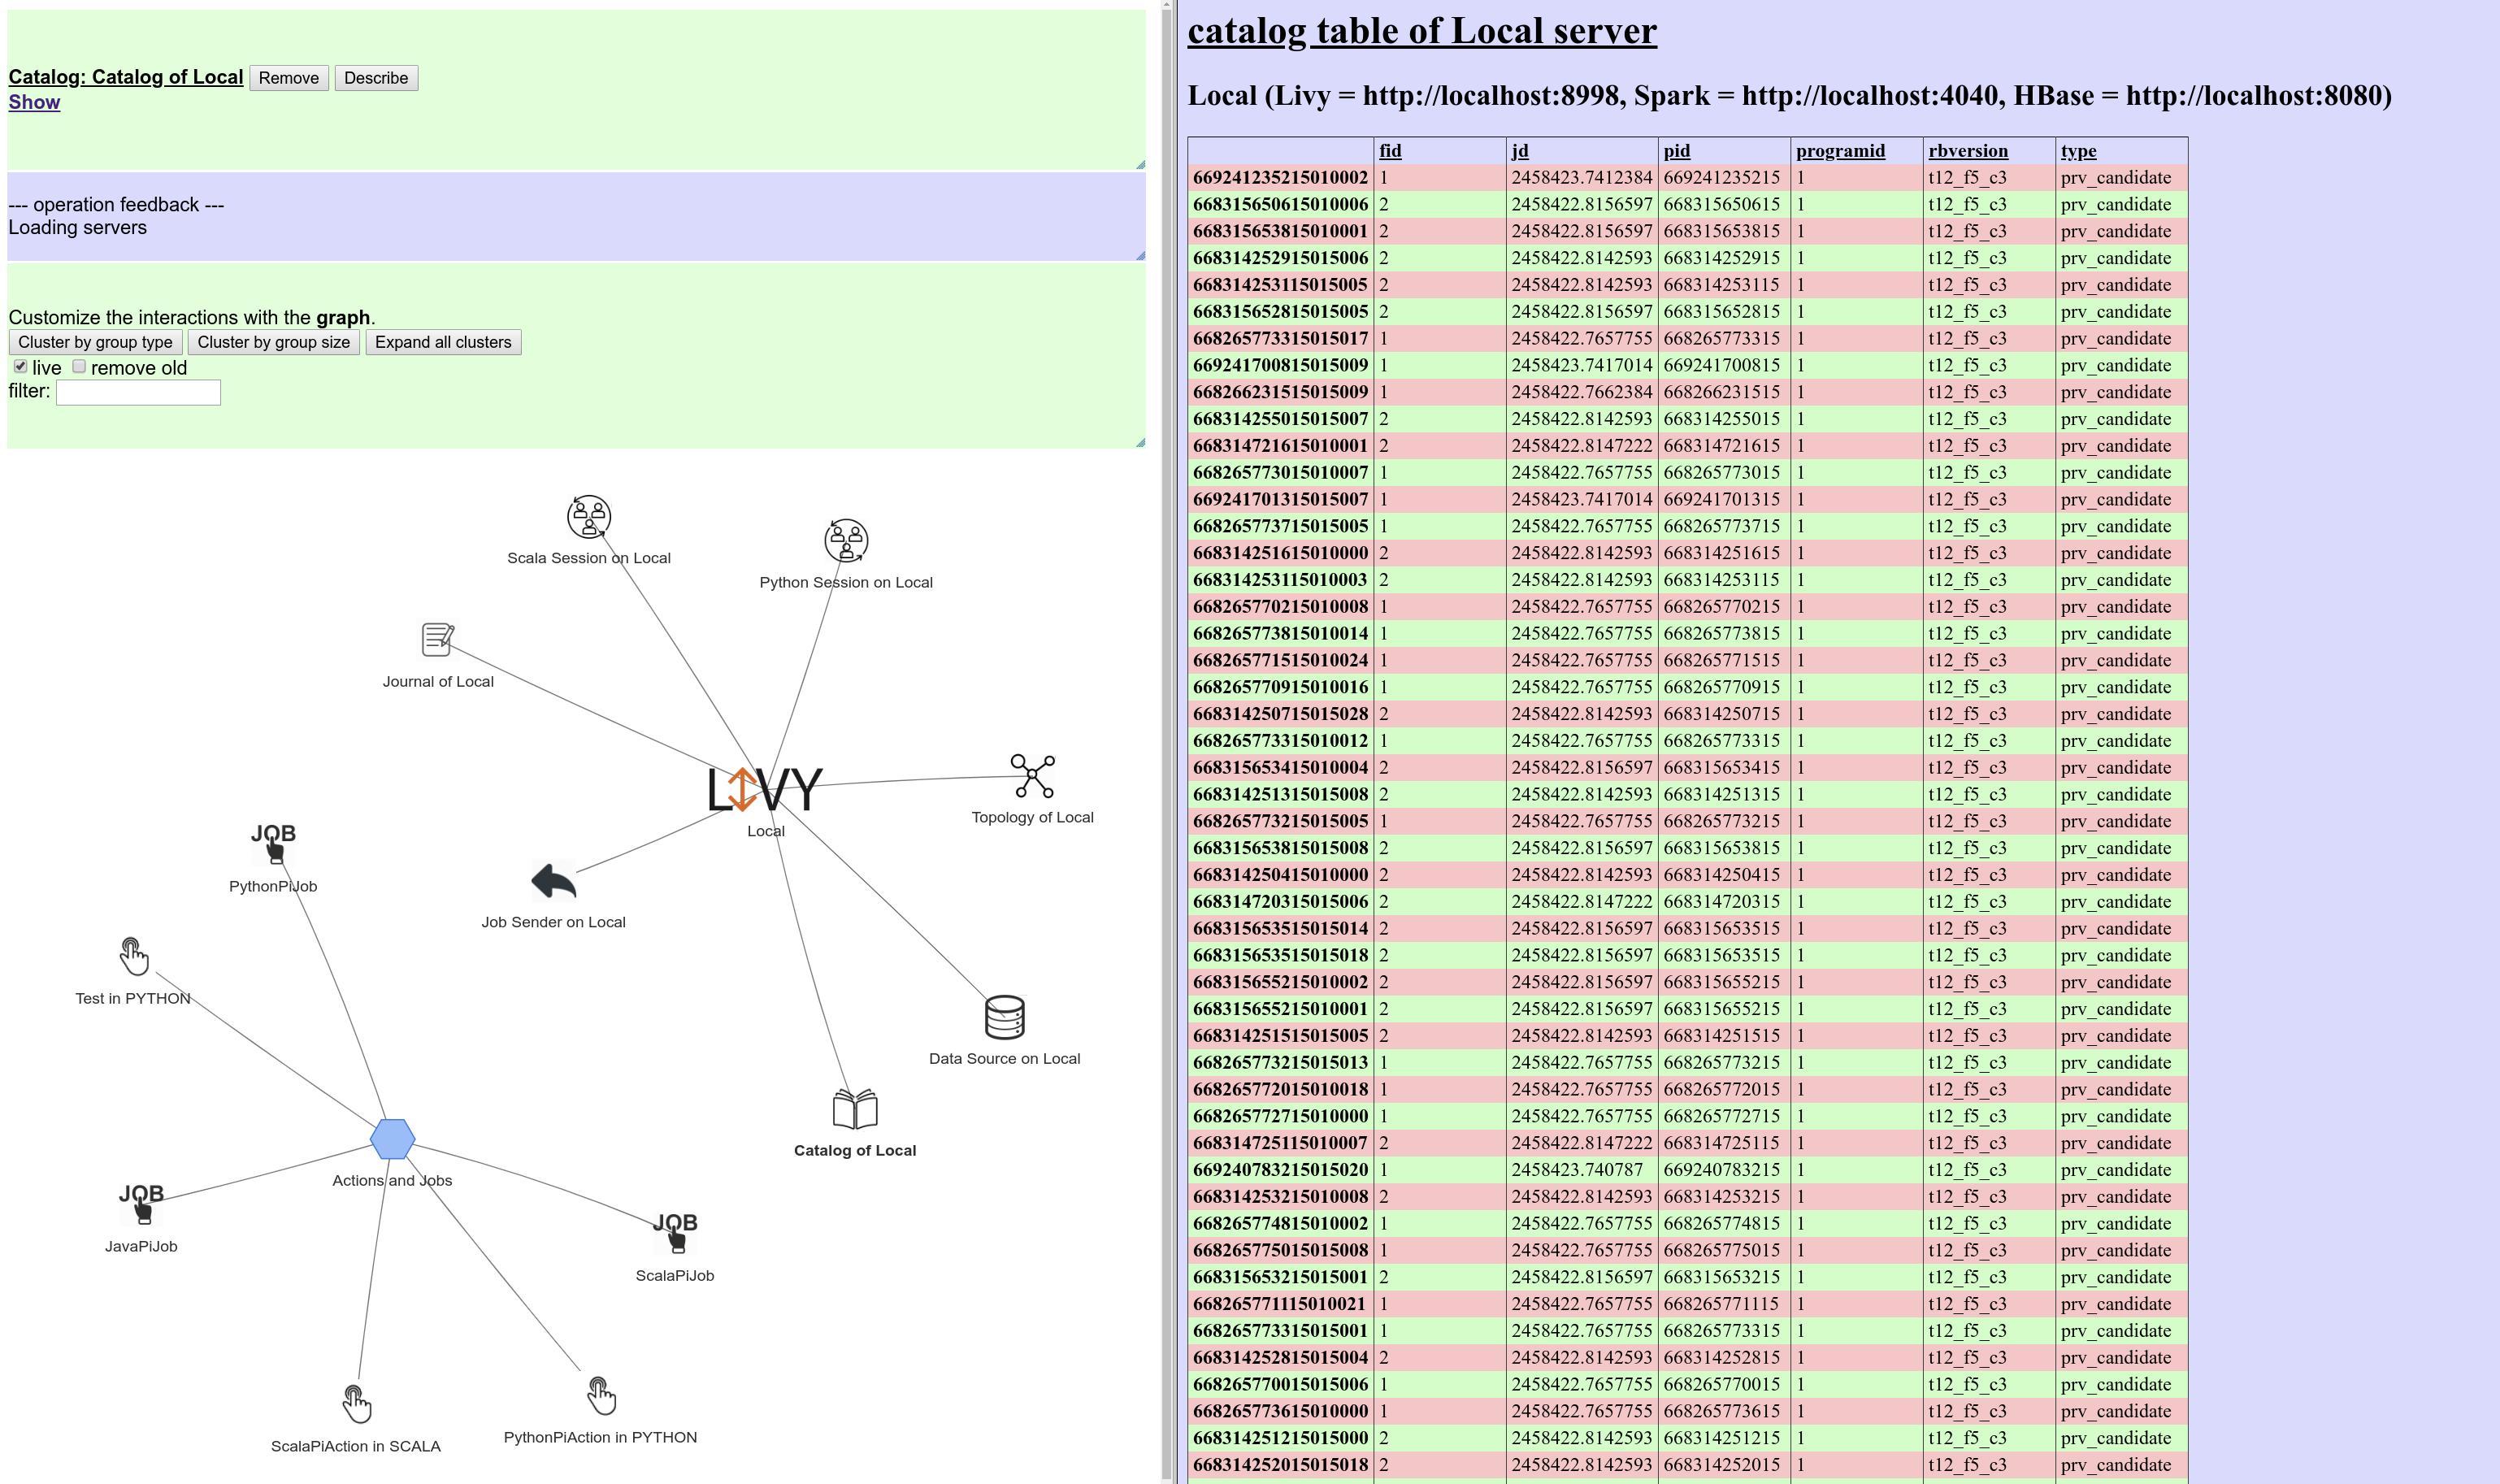 Catalog: Catalog of Local Remove Describe
Show
--- operation feedback ---
Loading servers
Customize the interactions with the graph.
Cluster by group type Cluster by group size Expand all clusters
live remove old
filter:
Scala Session on Local
Python Session on Local
Journal of Local
LIVY
Local
Topology of Local
JOB
PythonPiJob
Job Sender on Local
Test in PYTHON
Data Source on Local
Catalog of Local
Actions and Jobs
JOB
JavaPiJob
JOB
ScalaPiJob
ScalaPiAction in SCALA
PythonPiAction in PYTHON
catalog table of Local server
Local (Livy = http://localhost:8998, Spark = http://localhost:4040, HBase = http://localhost:8080)
fid jd pid programid rbversion type
669241235215010002 1 2458423.7412384 669241235215 1 t12_f5_c3 prv_candidate
668315650615010006 2 2458422.8156597 668315650615 1 t12_f5_c3 prv_candidate
668315653815010001 2 2458422.8156597 668315653815 1 t12_f5_c3 prv_candidate
668314252915015006 2 2458422.8142593 668314252915 1 t12_f5_c3 prv_candidate
668314253115015005 2 2458422.8142593 668314253115 1 t12_f5_c3 prv_candidate
668315652815015005 2 2458422.8156597 668315652815 1 t12_f5_c3 prv_candidate
668265773315015017 1 2458422.7657755 668265773315 1 t12_f5_c3 prv_candidate
669241700815015009 1 2458423.7417014 669241700815 1 t12_f5_c3 prv_candidate
668266231515015009 1 2458422.7662384 668266231515 1 t12_f5_c3 prv_candidate
668314255015015007 2 2458422.8142593 668314255015 1 t12_f5_c3 prv_candidate
668314721615010001 2 2458422.8147222 668314721615 1 t12_f5_c3 prv_candidate
668265773015010007 1 2458422.7657755 668265773015 1 t12_f5_c3 prv_candidate
669241701315015007 1 2458423.7417014 669241701315 1 t12_f5_c3 prv_candidate
668265773715015005 1 2458422.7657755 668265773715 1 t12_f5_c3 prv_candidate
668314251615010000 2 2458422.8142593 668314251615 1 t12_f5_c3 prv_candidate
668314253115010003 2 2458422.8142593 668314253115 1 t12_f5_c3 prv_candidate
668265770215010008 1 2458422.7657755 668265770215 1 t12_f5_c3 prv_candidate
668265773815010014 1 2458422.7657755 668265773815 1 t12_f5_c3 prv_candidate
668265771515010024 1 2458422.7657755 668265771515 1 t12_f5_c3 prv_candidate
668265770915010016 1 2458422.7657755 668265770915 1 t12_f5_c3 prv_candidate
668314250715015028 2 2458422.8142593 668314250715 1 t12_f5_c3 prv_candidate
668265773315010012 1 2458422.7657755 668265773315 1 t12_f5_c3 prv_candidate
668315653415010004 2 2458422.8156597 668315653415 1 t12_f5_c3 prv_candidate
668314251315015008 2 2458422.8142593 668314251315 1 t12_f5_c3 prv_candidate
668265773215015005 1 2458422.7657755 668265773215 1 t12_f5_c3 prv_candidate
668315653815015008 2 2458422.8156597 668315653815 1 t12_f5_c3 prv_candidate
668314250415010000 2 2458422.8142593 668314250415 1 t12_f5_c3 prv_candidate
668314720315015006 2 2458422.8147222 668314720315 1 t12_f5_c3 prv_candidate
668315653515015014 2 2458422.8156597 668315653515 1 t12_f5_c3 prv_candidate
668315653515015018 2 2458422.8156597 668315653515 1 t12_f5_c3 prv_candidate
668315655215010002 2 2458422.8156597 668315655215 1 t12_f5_c3 prv_candidate
668315655215010001 2 2458422.8156597 668315655215 1 t12_f5_c3 prv_candidate
668314251515015005 2 2458422.8142593 668314251515 1 t12_f5_c3 prv_candidate
668265773215015013 1 2458422.7657755 668265773215 1 t12_f5_c3 prv_candidate
668265772015010018 1 2458422.7657755 668265772015 1 t12_f5_c3 prv_candidate
668265772715010000 1 2458422.7657755 668265772715 1 t12_f5_c3 prv_candidate
668314725115010007 2 2458422.8147222 668314725115 1 t12_f5_c3 prv_candidate
669240783215015020 1 2458423.740787 669240783215 1 t12_f5_c3 prv_candidate
668314253215010008 2 2458422.8142593 668314253215 1 t12_f5_c3 prv_candidate
668265774815010002 1 2458422.7657755 668265774815 1 t12_f5_c3 prv_candidate
668265775015015008 1 2458422.7657755 668265775015 1 t12_f5_c3 prv_candidate
668315653215015001 2 2458422.8156597 668315653215 1 t12_f5_c3 prv_candidate
668265771115010021 1 2458422.7657755 668265771115 1 t12_f5_c3 prv_candidate
668265773315015001 1 2458422.7657755 668265773315 1 t12_f5_c3 prv_candidate
668314252815015004 2 2458422.8142593 668314252815 1 t12_f5_c3 prv_candidate
668265770015015006 1 2458422.7657755 668265770015 1 t12_f5_c3 prv_candidate
668265773615010000 1 2458422.7657755 668265773615 1 t12_f5_c3 prv_candidate
668314251215015000 2 2458422.8142593 668314251215 1 t12_f5_c3 prv_candidate
668314252015015018 2 2458422.8142593 668314252015 1 t12_f5_c3 prv_candidate